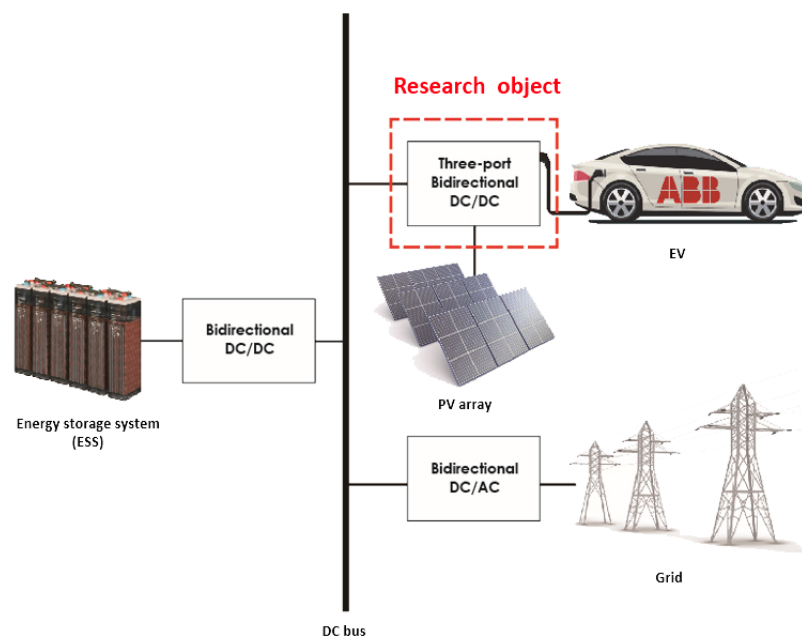 Research object
Three-port
Bidirectional
DC/DC
ABB
EV
Bidirectional
DC/DC
PV array
Energy storage system
(ESS)
Bidirectional
DC/AC
Grid
DC bus